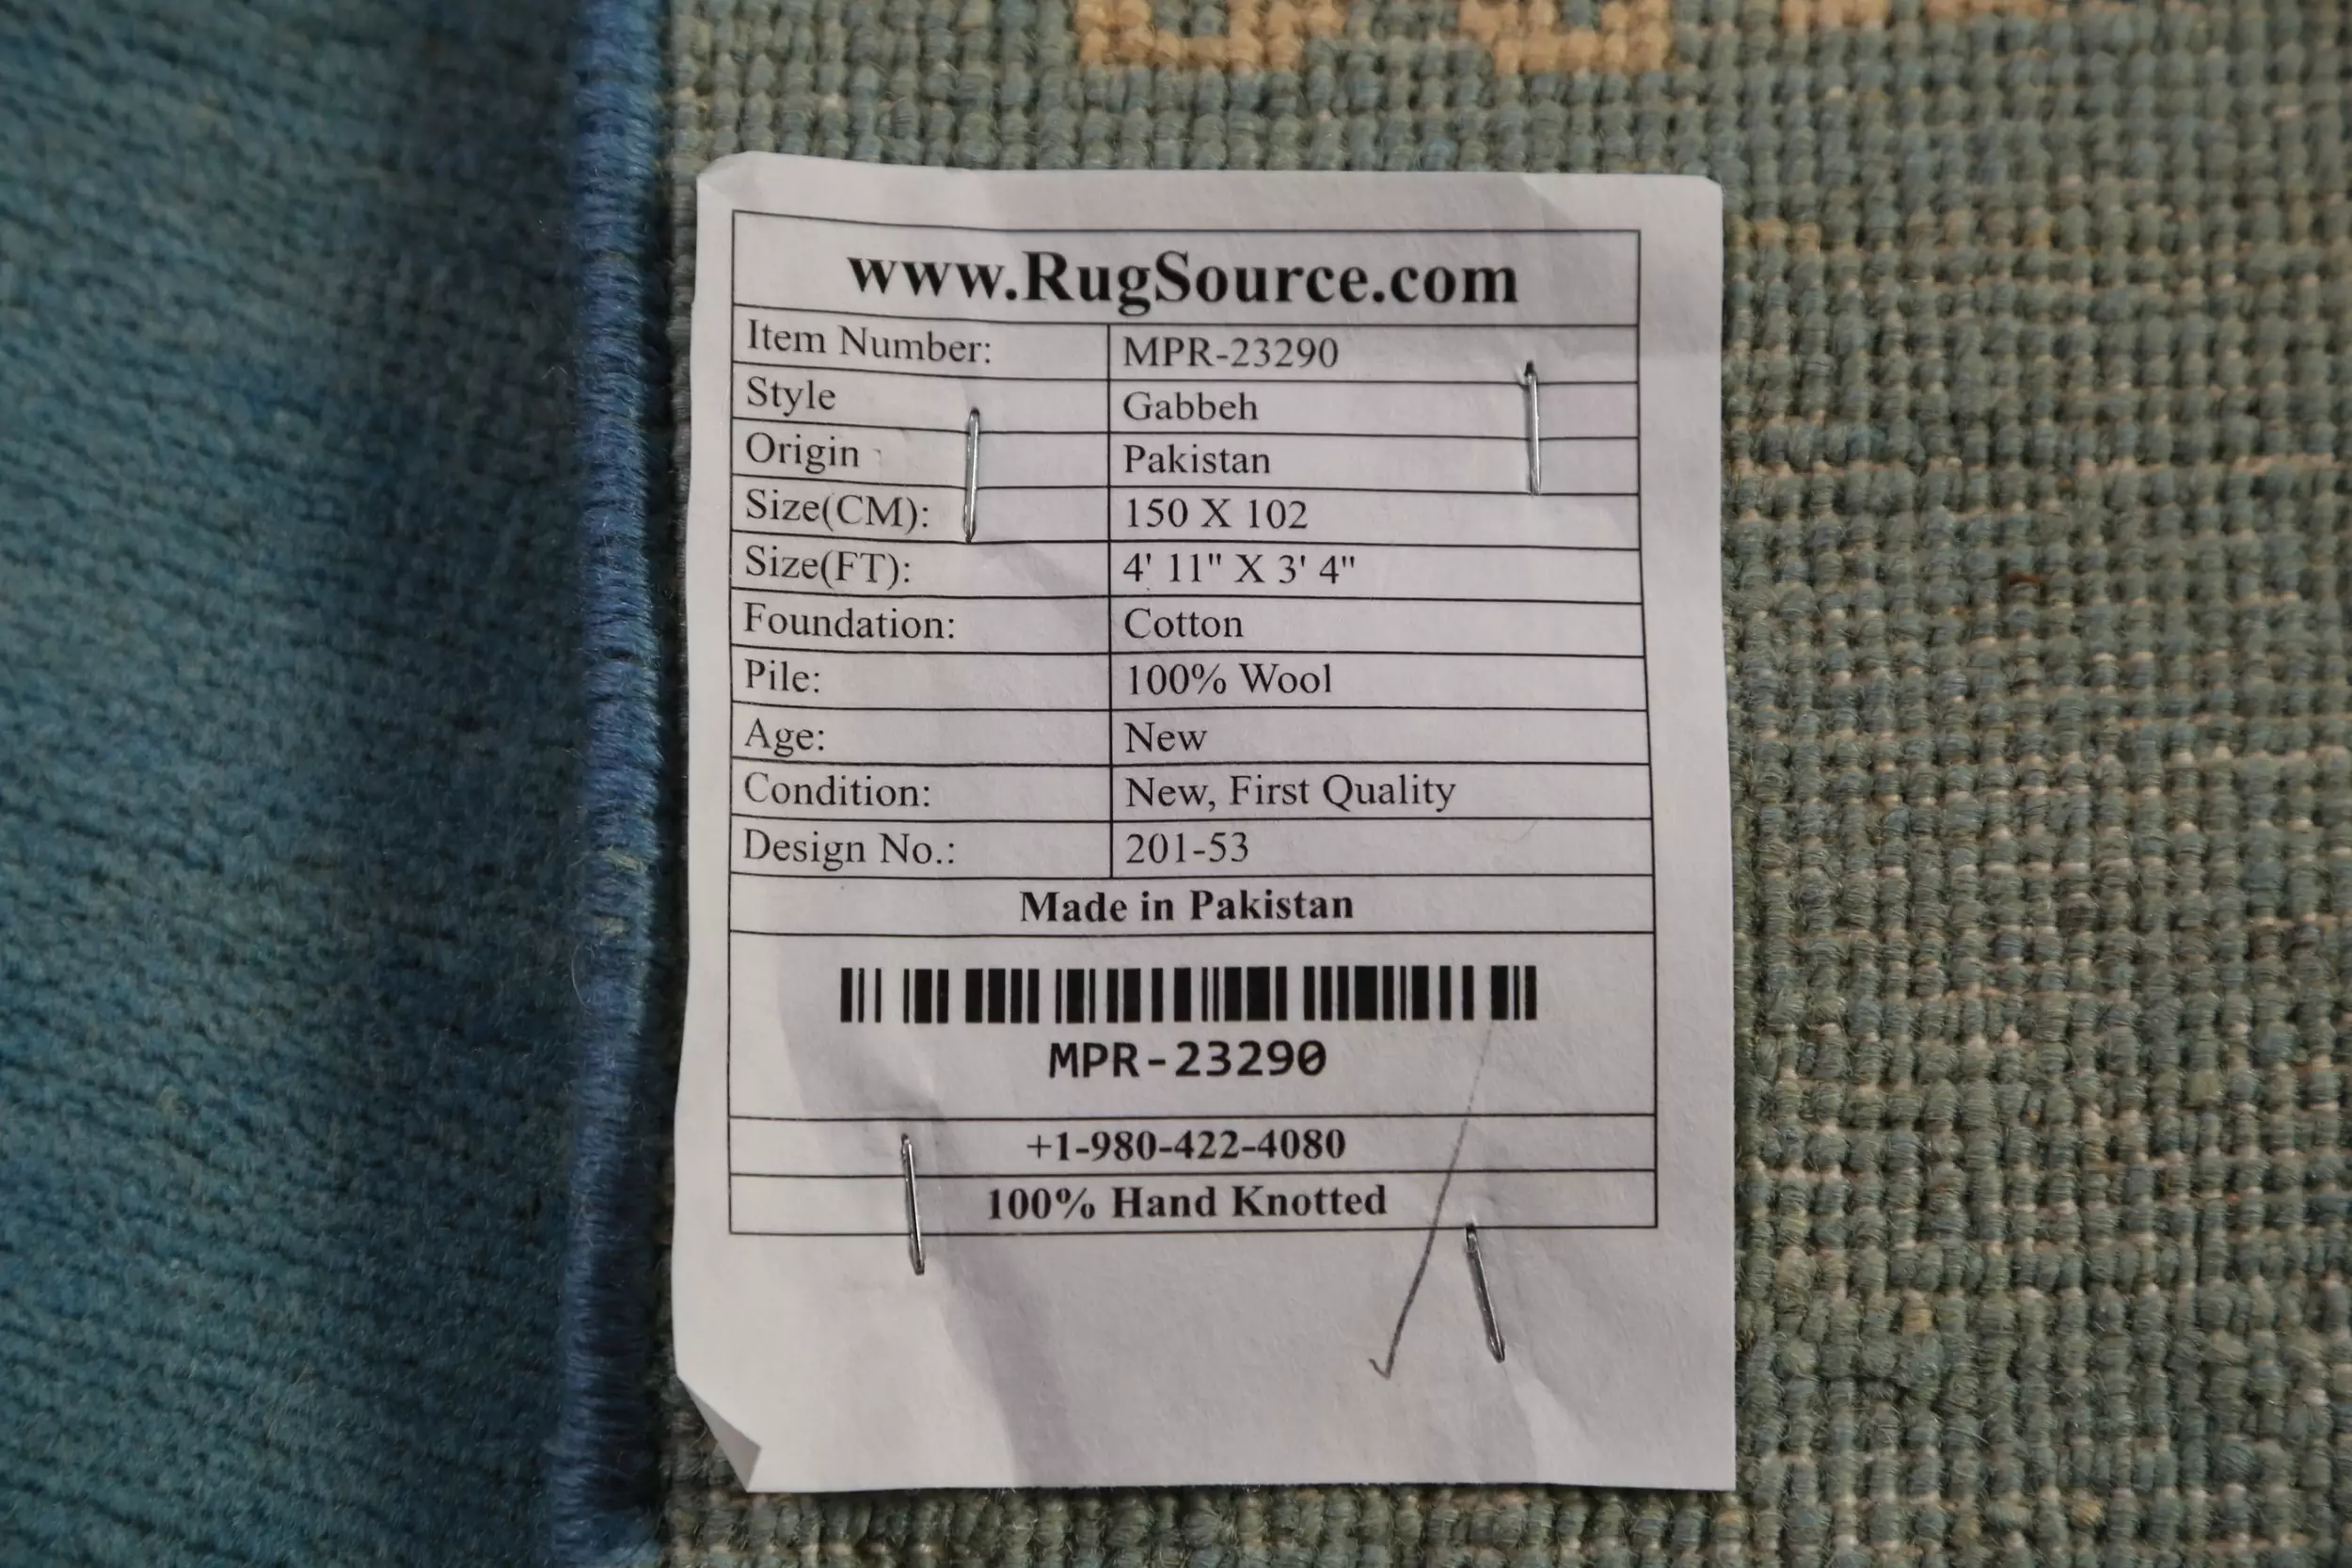 www.RugSource.com
Item Number: MPR-23290
Style Gabbeh
Origin Pakistan
Size(CM): 150 X 102
Size(FT): 4' 11" X 3' 4"
Foundation: Cotton
Pile: 100% Wool
Age: New
Condition: New, First Quality
Design No.: 201-53
Made in Pakistan
MPR-23290
+1-980-422-4080
100% Hand Knotted